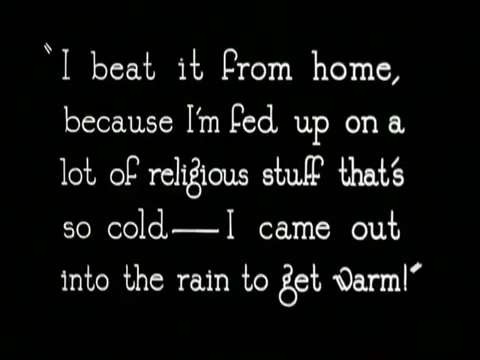 "I beat it from home,
because I'm fed up on a
lot of religious stuff that's
so cold—I came out
into the rain to get warm!"